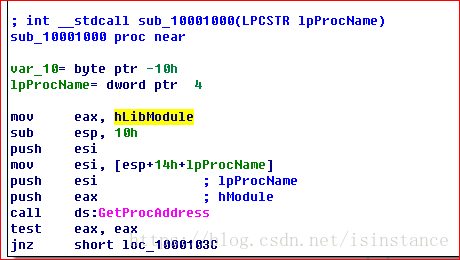 ; int __stdcall sub_10001000(LPCSTR lpProcName)
sub_10001000 proc near
var_10= byte ptr -10h
lpProcName= dword ptr  4
mov     eax, hLibModule
sub     esp, 10h
push    esi
mov     esi, [esp+14h+lpProcName]
push    esi             ; lpProcName
push    eax             ; hModule
call    ds:GetProcAddress
test    eax, eax
jnz     short loc_1000103C
https://blog.csdn.net/isinstance